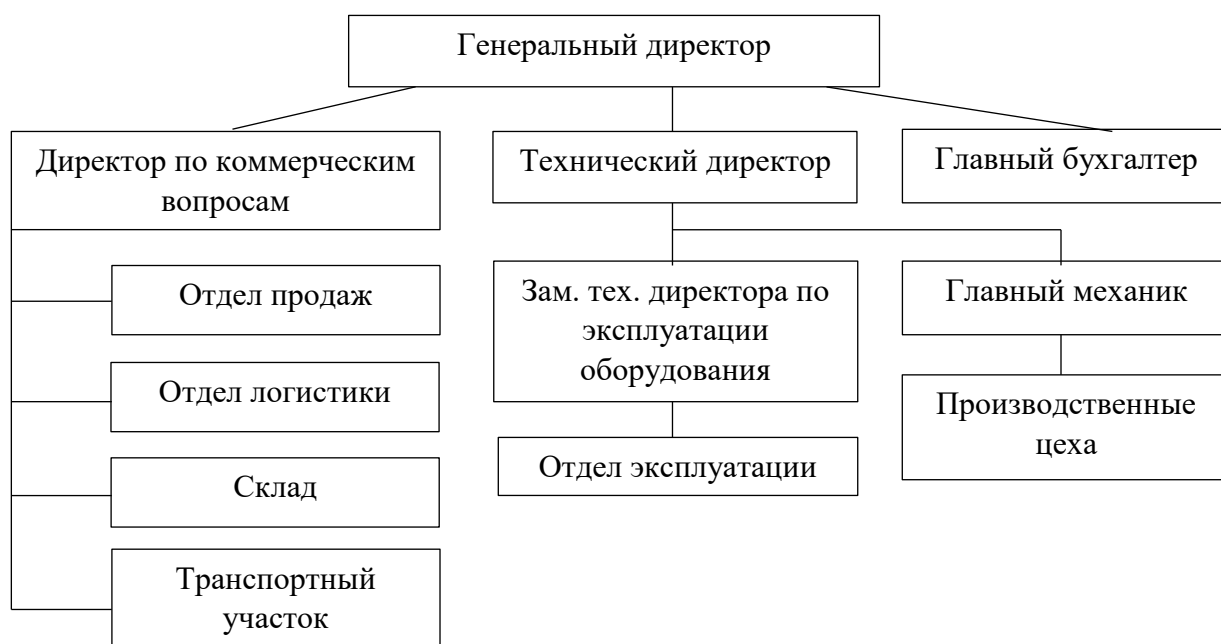 Генеральный директор
Директор по коммерческим
вопросам
Технический директор
Главный бухгалтер
Отдел продаж
Отдел логистики
Склад
Транспортный
участок
Зам. тех. директора по
эксплуатации
оборудования
Отдел эксплуатации
Главный механик
Производственные
цеха